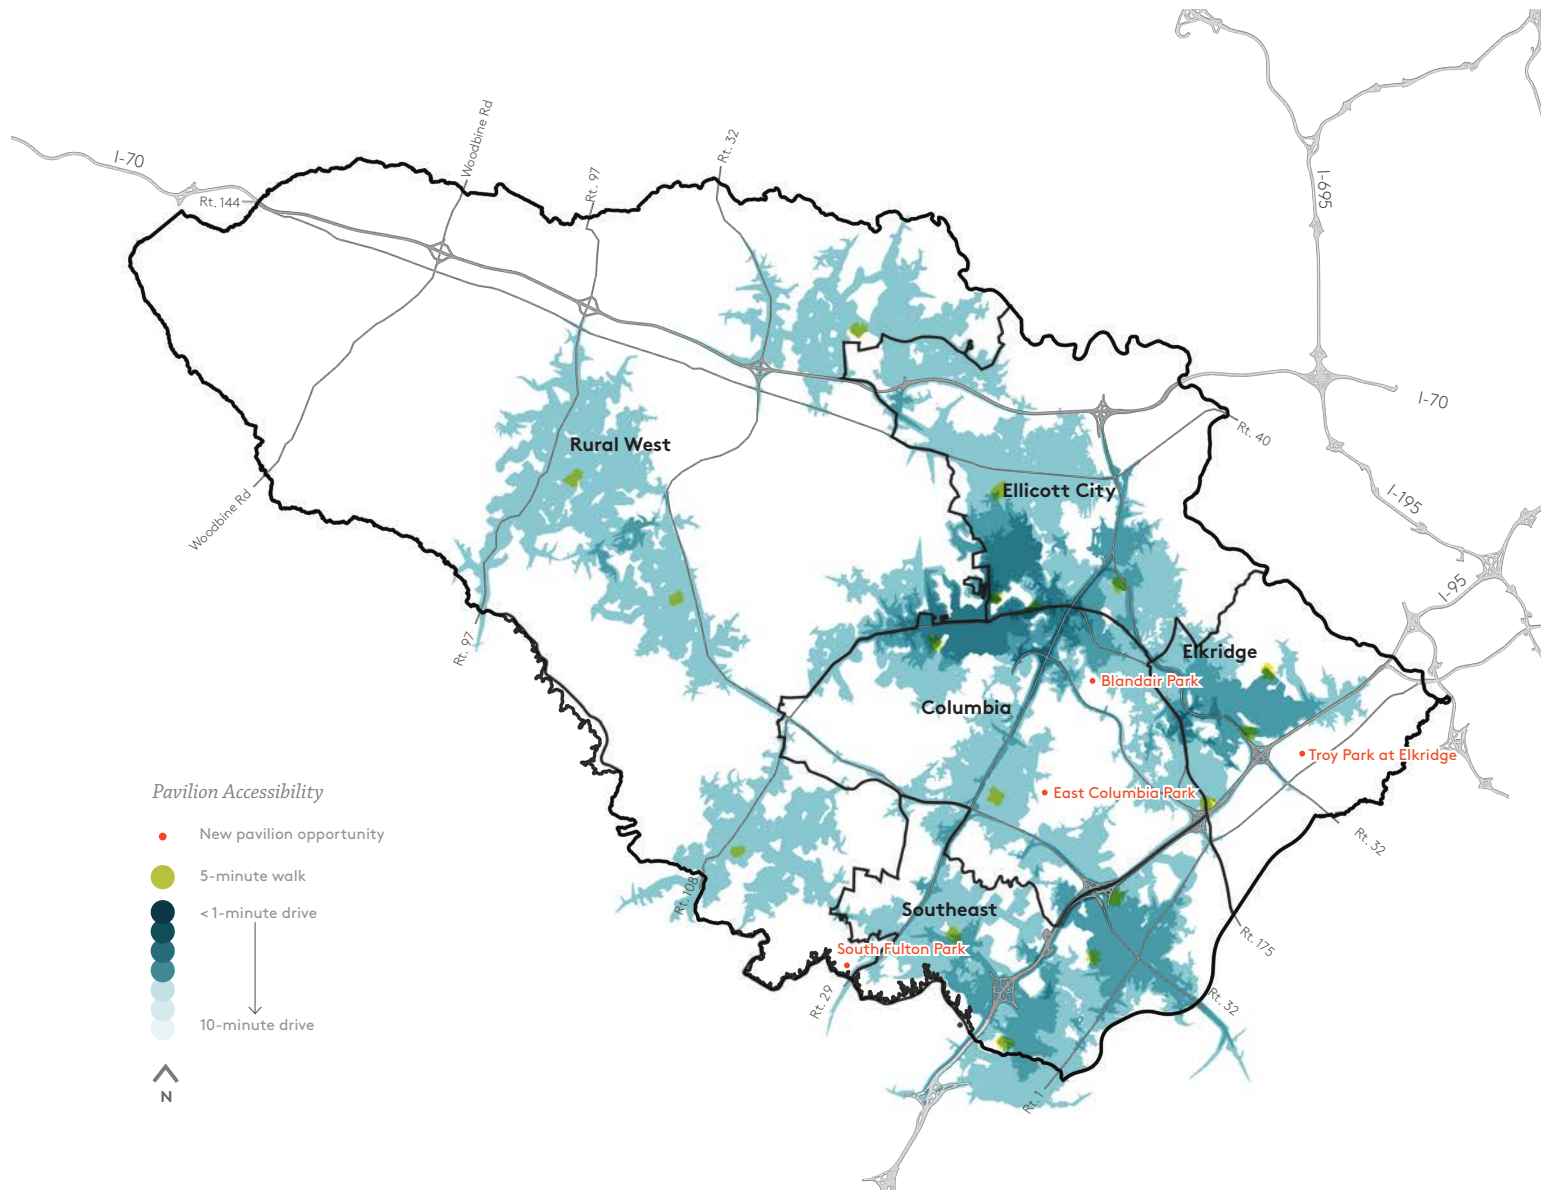 Woodbine Rd
Rt. 32
I-70
Rt. 97
Rt. 144
I-695
I-70
Rt. 40
Rural West
Ellicott City
I-195
Woodbine Rd
I-95
Rt. 97
Elkridge
Blandair Park
Columbia
Troy Park at Elkridge
East Columbia Park
Pavilion Accessibility
New pavilion opportunity
5-minute walk
<1-minute drive
10-minute drive
N
Rt. 32
Rt. 108
Southeast
South Fulton Park
Rt. 175
Rt. 29
Rt. 32
Rt. 1